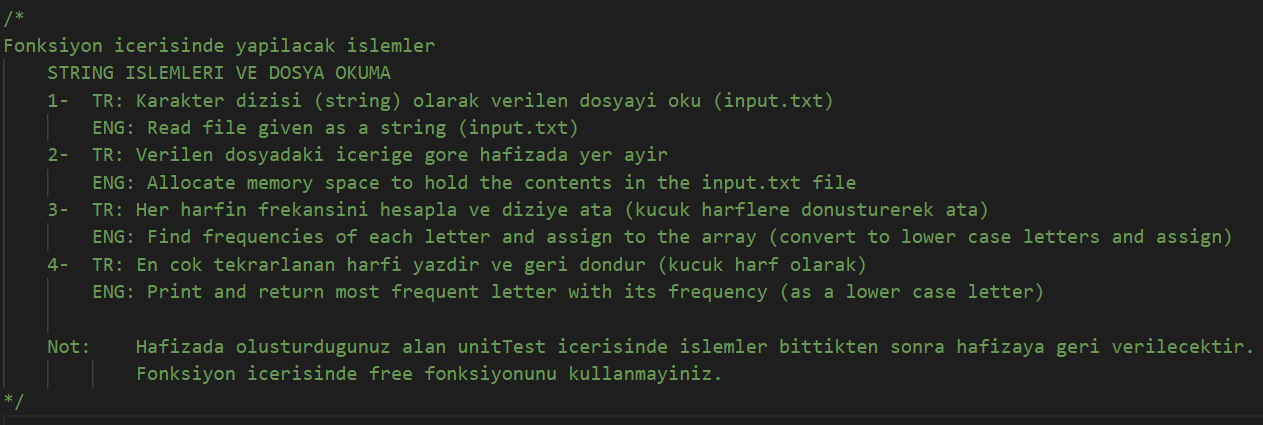 /*
Fonksiyon icerisinde yapilacak islemler
STRING ISLEMLERI VE DOSYA OKUMA
1- TR: Karakter dizisi (string) olarak verilen dosyayi oku (input.txt)
ENG: Read file given as a string (input.txt)
2- TR: Verilen dosyadaki icerige gore hafizada yer ayir
ENG: Allocate memory space to hold the contents in the input.txt file
3- TR: Her harfin frekansini hesapla ve diziye ata (kucuk harflere donusturerek ata)
ENG: Find frequencies of each letter and assign to the array (convert to lower case letters and assign)
4- TR: En cok tekrarlanan harfi yazdir ve geri dondur (kucuk harf olarak)
ENG: Print and return most frequent letter with its frequency (as a lower case letter)
Not: Hafizada olusturdugunuz alan unitTest icerisinde islemler bittikten sonra hafizaya geri verilecektir.
Fonksiyon icerisinde free fonksiyonunu kullanmayiniz.
*/